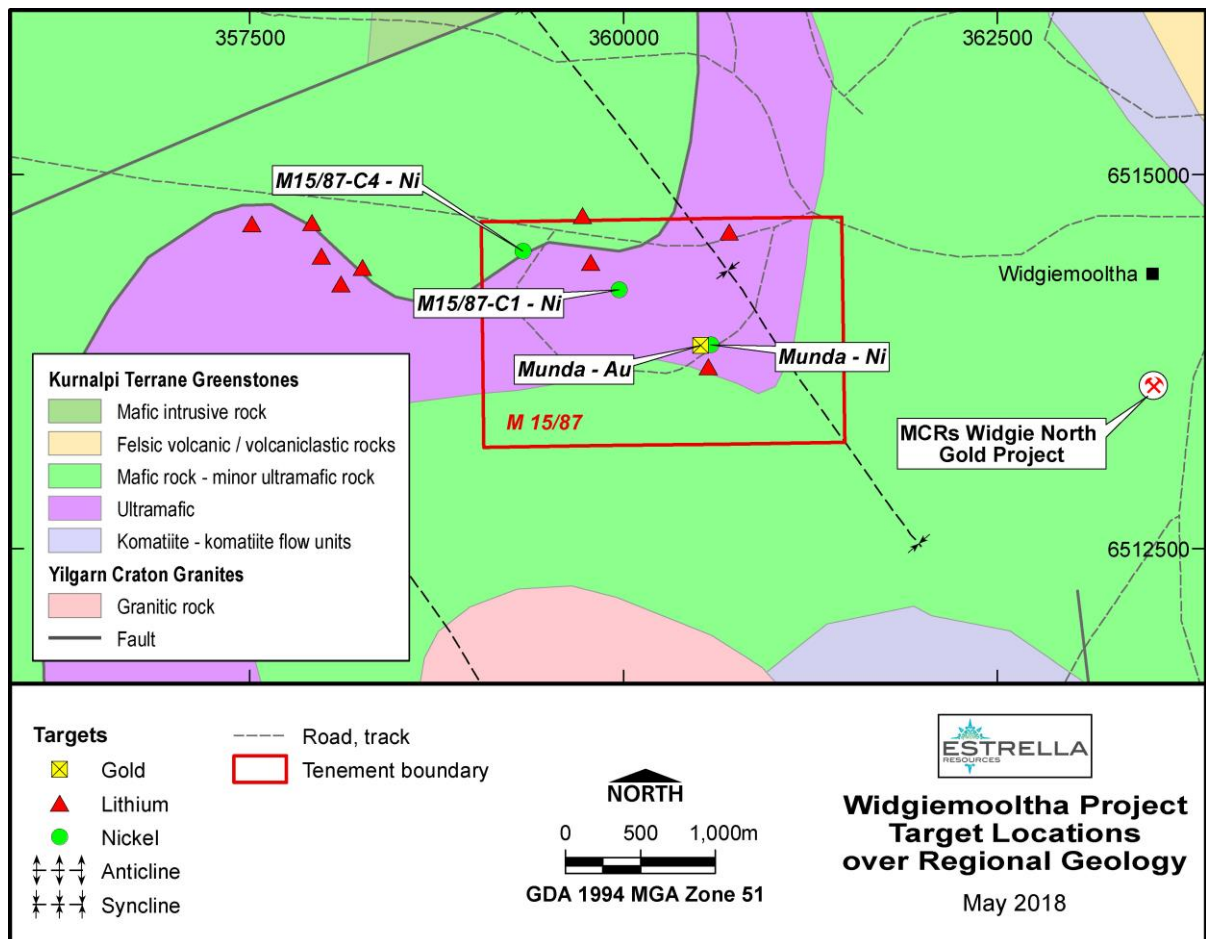 357500
360000
362500
6515000
M15/87-C4 - Ni
Widgiemooltha
M15/87-C1 - Ni
Munda - Au
Munda - Ni
M 15/87
MCRs Widgie North
Gold Project
6512500
Kurnalpi Terrane Greenstones
Mafic intrusive rock
Felsic volcanic / volcaniclastic rocks
Mafic rock - minor ultramafic rock
Ultramafic
Komatiite - komatiite flow units
Yilgarn Craton Granites
Granitic rock
Fault
Targets
Gold
Lithium
Nickel
Anticline
Syncline
Road, track
Tenement boundary
NORTH
0 500 1,000m
GDA 1994 MGA Zone 51
ESTRELLA
RESOURCES
Widgiemooltha Project
Target Locations
over Regional Geology
May 2018